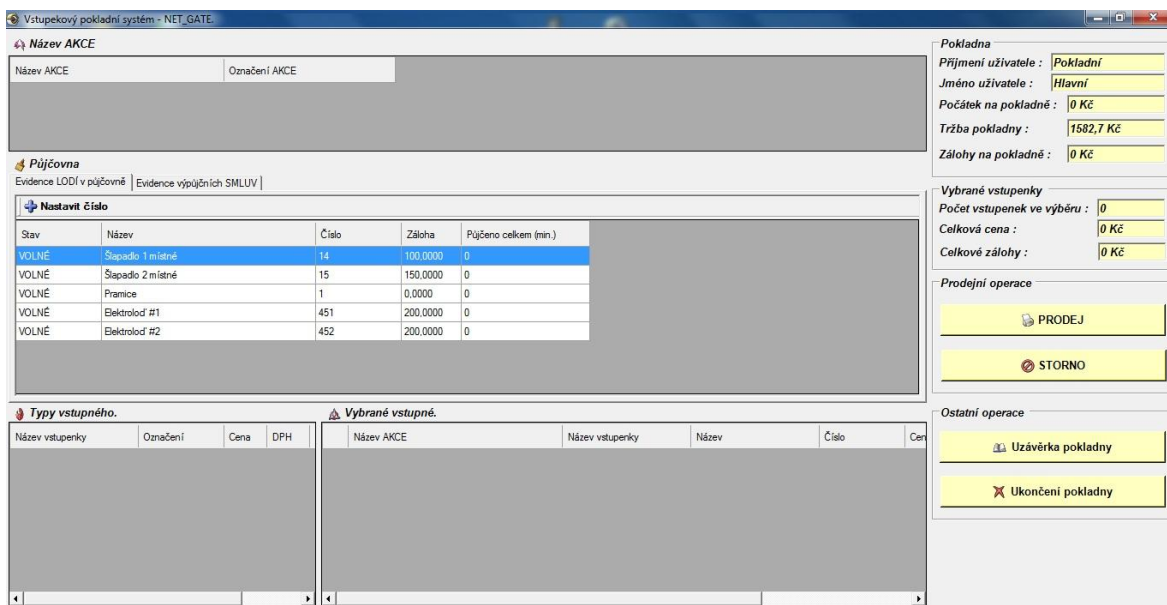 Vstupekový pokladní systém - NET_GATE.
Název AKCE
Název AKCE Označení AKCE
Půjčovna
Evidence LODÍ v půjčovně Evidence výpůjčních SMLUV
Nastavit číslo
Stav Název Číslo Záloha Půjčeno celkem (min.)
VOLNÉ Šlapadlo 1 místné 14 100,0000 0
VOLNÉ Šlapadlo 2 místné 15 150,0000 0
VOLNÉ Pramice 1 0,0000 0
VOLNÉ Elektroloď #1 451 200,0000 0
VOLNÉ Elektroloď #2 452 200,0000 0
Typy vstupného.
Název vstupenky Označení Cena DPH
Vybrané vstupné.
Název AKCE Název vstupenky Název Číslo Cen
Pokladna
Příjmení uživatele : Pokladní
Jméno uživatele : Hlavní
Počátek na pokladně : 0 Kč
Tržba pokladny : 1582,7 Kč
Zálohy na pokladně : 0 Kč
Vybrané vstupenky
Počet vstupenek ve výběru : 0
Celková cena : 0 Kč
Celkové zálohy : 0 Kč
Prodejní operace
PRODEJ
STORNO
Ostatní operace
Uzávěrka pokladny
Ukončení pokladny